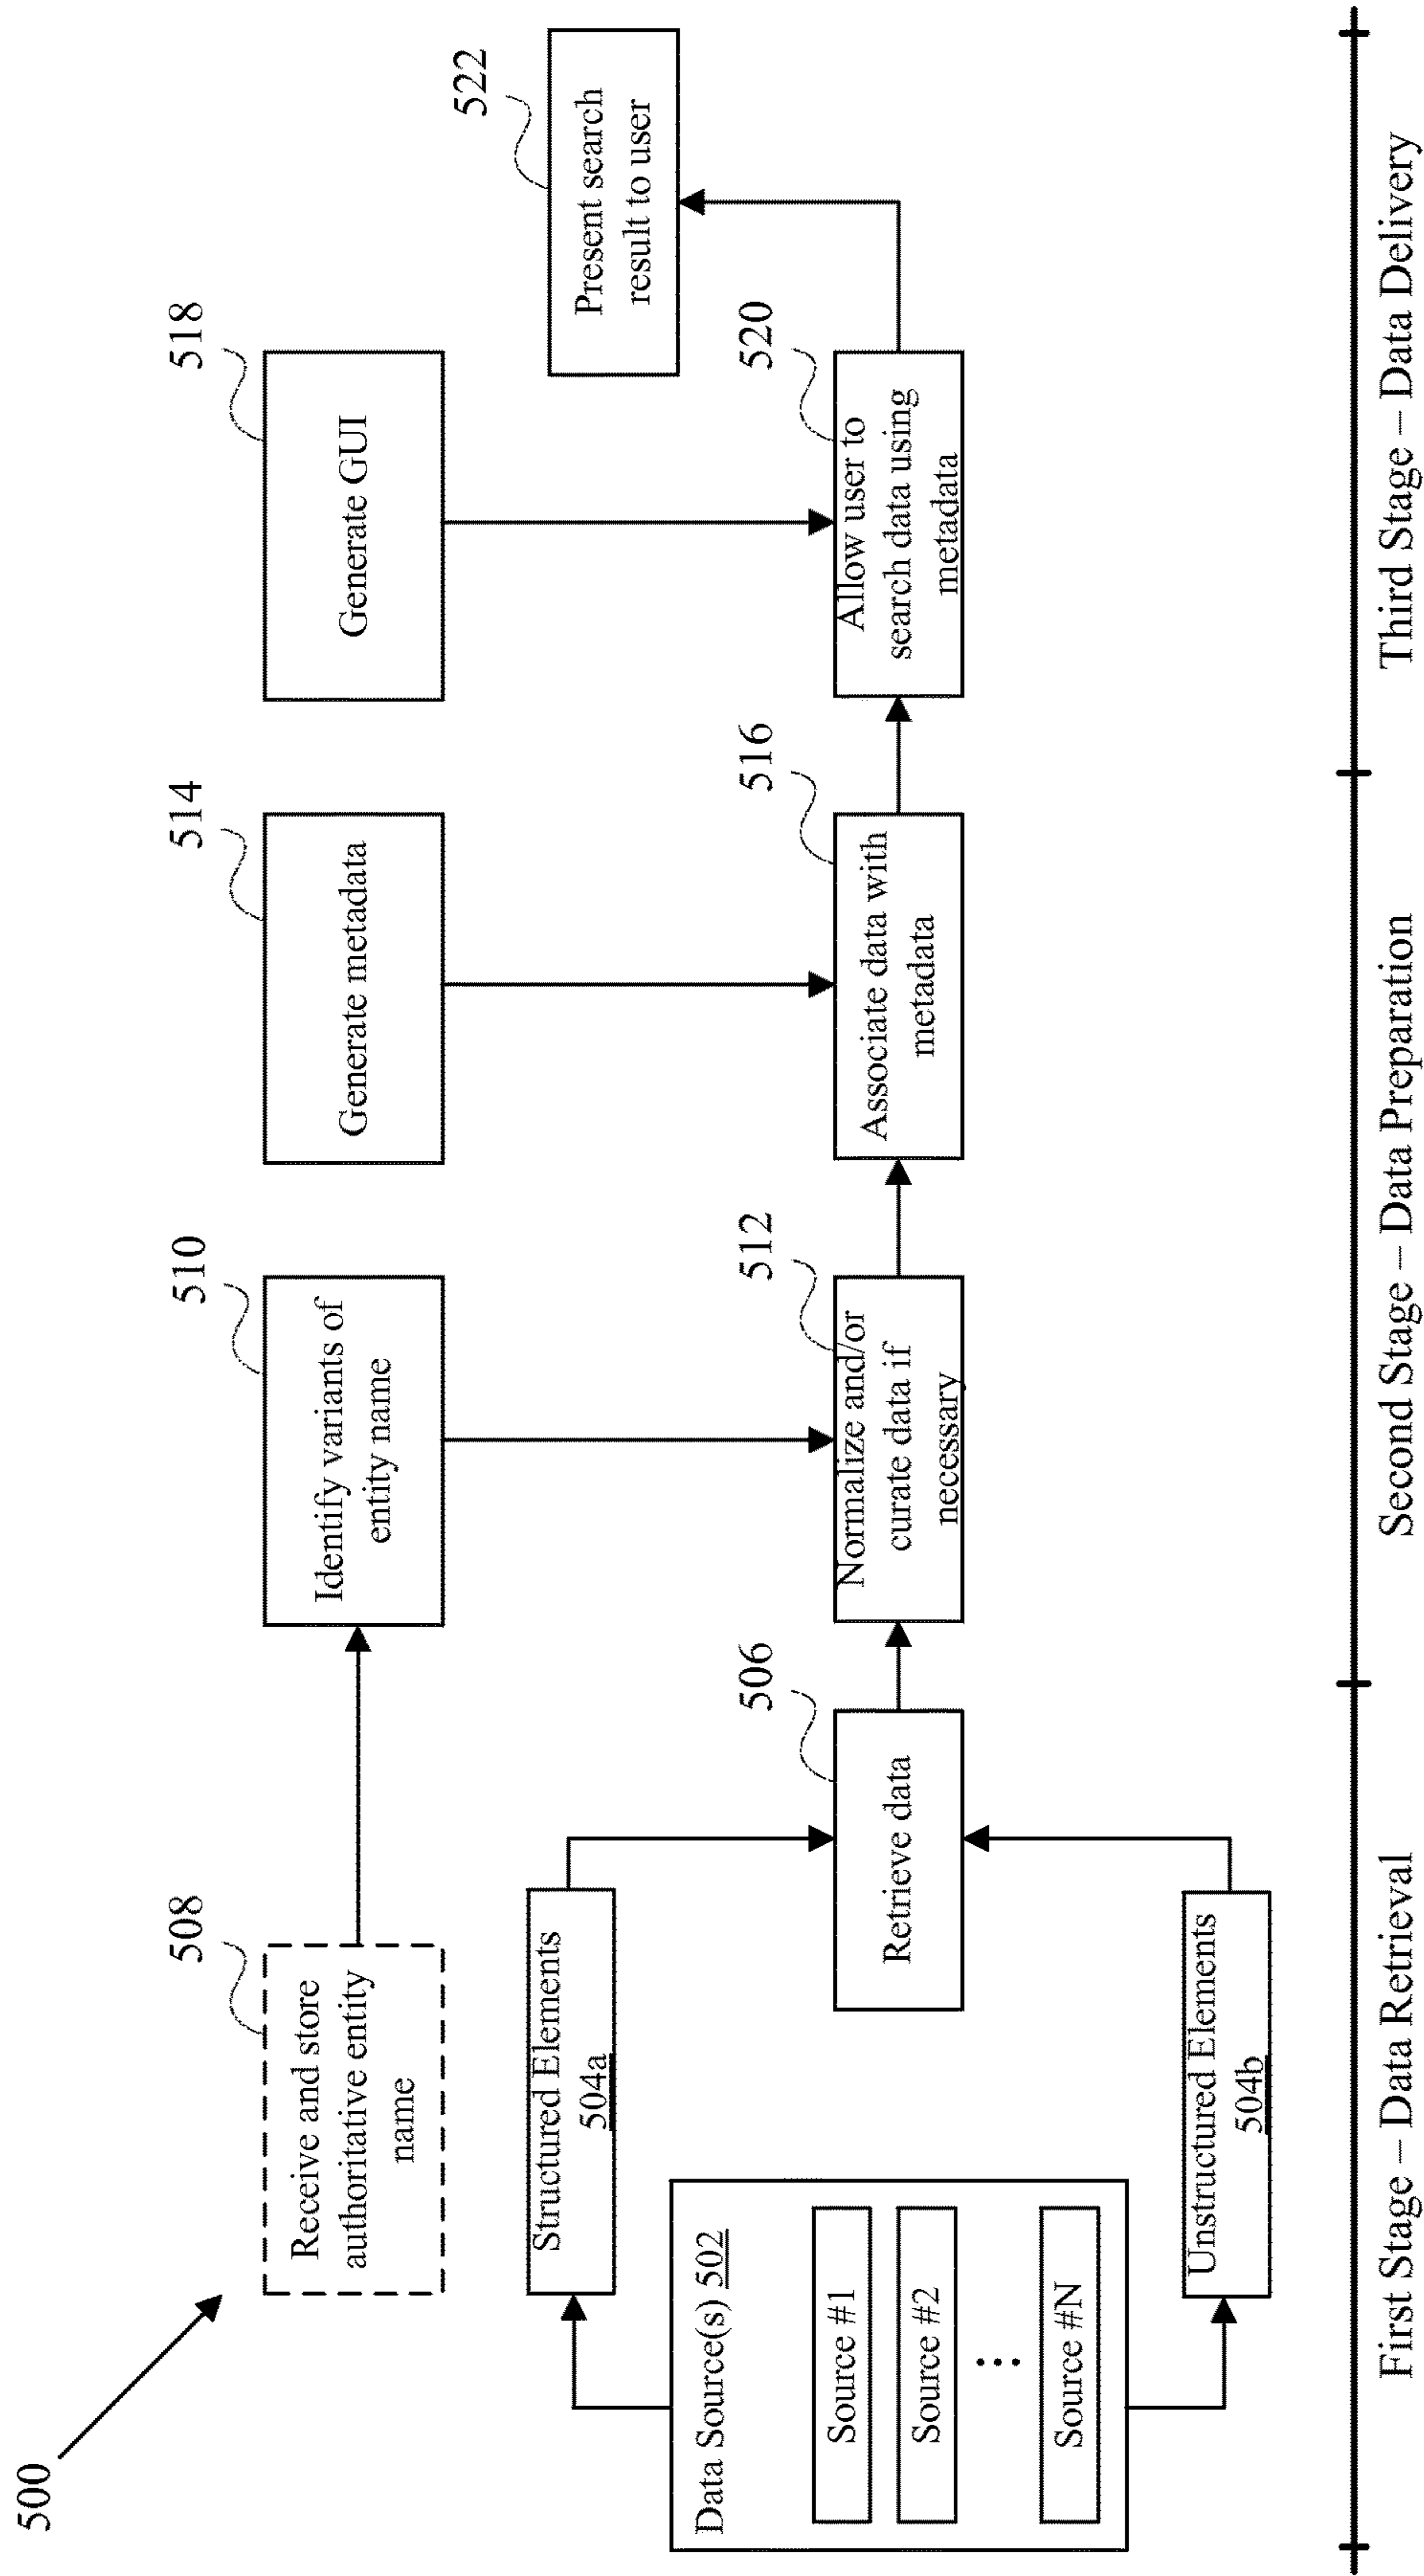 500
508
Receive and store
authoritative entity
name
510
Identify variants of
entity name
514
Generate metadata
518
Generate GUI
522
Present search
result to user
Structured Elements
504a
Data Source(s) 502
Source #1
Source #2
Source #N
Unstructured Elements
504b
506
Retrieve data
512
Normalize and/or
curate data if
necessary
516
Associate data with
metadata
520
Allow user to
search data using
metadata
First Stage – Data Retrieval
Second Stage – Data Preparation
Third Stage – Data Delivery